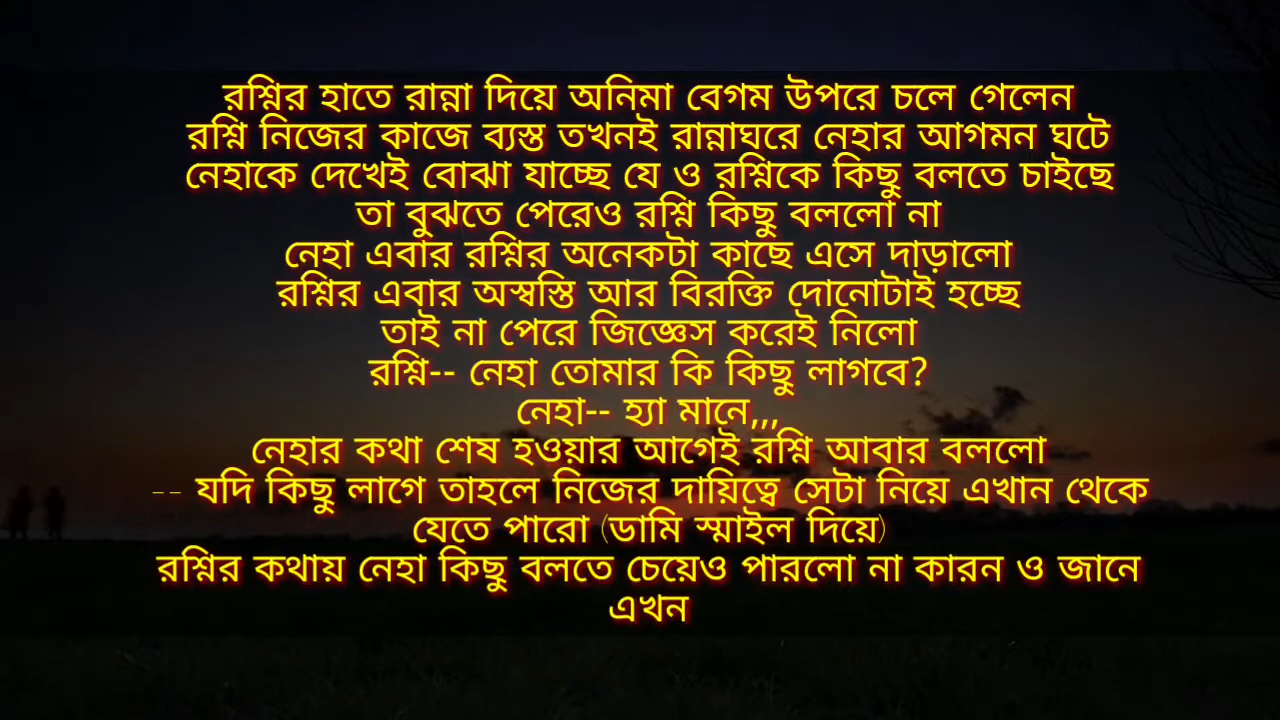 রশ্নির হাতে রান্না দিয়ে অনিমা বেগম উপরে চলে গেলেন
রশ্নি নিজের কাজে ব্যস্ত তখনই রান্নাঘরে নেহার আগমন ঘটে
নেহাকে দেখেই বোঝা যাচ্ছে যে ও রশ্নিকে কিছু বলতে চাইছে
তা বুঝতে পেরেও রশ্নি কিছু বললো না
নেহা এবার রশ্নির অনেকটা কাছে এসে দাড়ালো
রশ্নির এবার অস্বস্তি আর বিরক্তি দোনোটাই হচ্ছে
তাই না পেরে জিজ্ঞেস করেই নিলো
রশ্নি-- নেহা তোমার কি কিছু লাগবে?
নেহা-- হ্যা মানে,,,
নেহার কথা শেষ হওয়ার আগেই রশ্নি আবার বললো
-- যদি কিছু লাগে তাহলে নিজের দায়িত্বে সেটা নিয়ে এখান থেকে
যেতে পারো (ডামি স্মাইল দিয়ে)
রশ্নির কথায় নেহা কিছু বলতে চেয়েও পারলো না কারন ও জানে
এখন